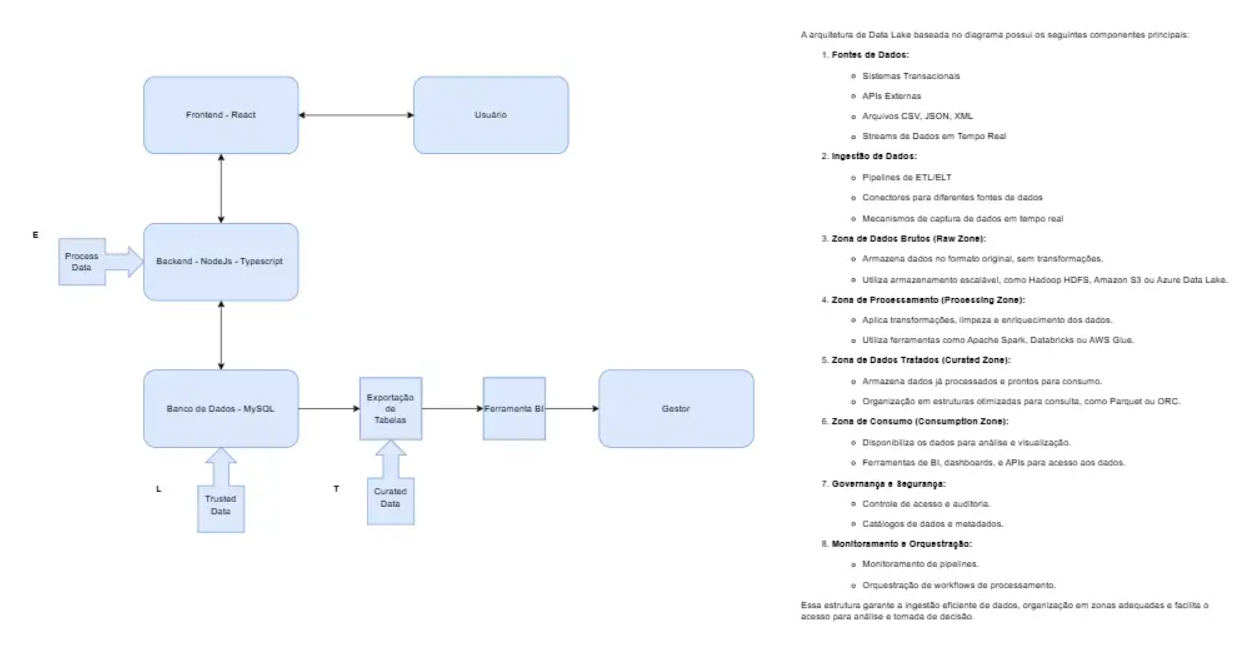 Frontend - React
Usuário
E
Process
Data
Backend - NodeJs - Typescript
Banco de Dados - MySQL
Exportação
de
Tabelas
Ferramenta BI
Gestor
L
Trusted
Data
T
Curated
Data
A arquitetura de Data Lake baseada no diagrama possui os seguintes componentes principais:
1. Fontes de Dados:
Sistemas Transacionais
APIs Externas
Arquivos CSV, JSON, XML
Streams de Dados em Tempo Real
2. Ingestão de Dados:
Pipelines de ETL/ELT
Conectores para diferentes fontes de dados
Mecanismos de captura de dados em tempo real
3. Zona de Dados Brutos (Raw Zone):
Armazena dados no formato original, sem transformações.
Utiliza armazenamento escalável, como Hadoop HDFS, Amazon S3 ou Azure Data Lake.
4. Zona de Processamento (Processing Zone):
Aplica transformações, limpeza e enriquecimento dos dados.
Utiliza ferramentas como Apache Spark, Databricks ou AWS Glue.
5. Zona de Dados Tratados (Curated Zone):
Armazena dados já processados e prontos para consumo.
Organização em estruturas otimizadas para consulta, como Parquet ou ORC.
6. Zona de Consumo (Consumption Zone):
Disponibiliza os dados para análise e visualização.
Ferramentas de BI, dashboards, e APIs para acesso aos dados.
7. Governança e Segurança:
Controle de acesso e auditoria.
Catálogos de dados e metadados.
8. Monitoramento e Orquestração:
Monitoramento de pipelines.
Orquestração de workflows de processamento.
Essa estrutura garante a ingestão eficiente de dados, organização em zonas adequadas e facilita o
acesso para análise e tomada de decisão.